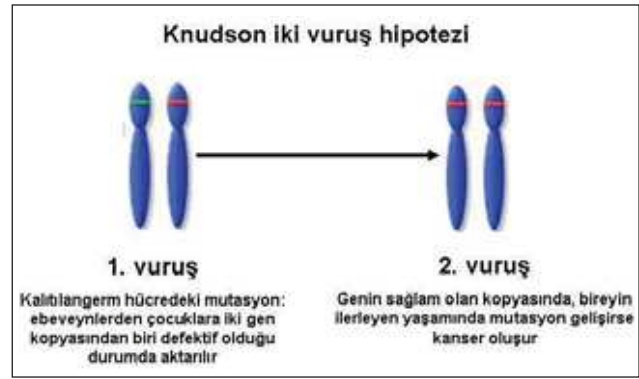 Knudson iki vuruş hipotezi
1. vuruş
Kalıtılangerm hücredeki mutasyon:
ebeveynlerden çocuklara iki gen
kopyasından biri defektif olduğu
durumda aktarılır
2. vuruş
Genin sağlam olan kopyasında, bireyin
ilerleyen yaşamında mutasyon gelişirse
kanser oluşur